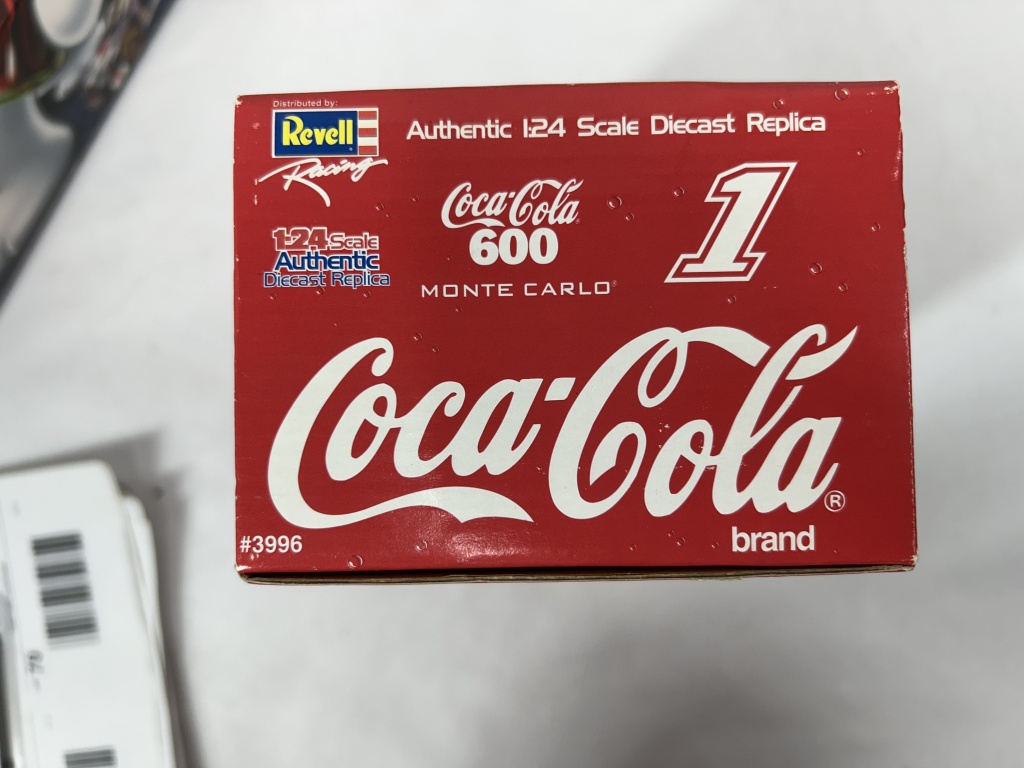 Distributed by:
Revell
Racing
Authentic 1:24 Scale Diecast Replica
1:24 Scale
Authentic
Diecast Replica
Coca-Cola
600
MONTE CARLO
1
Coca-Cola®
brand
#3996